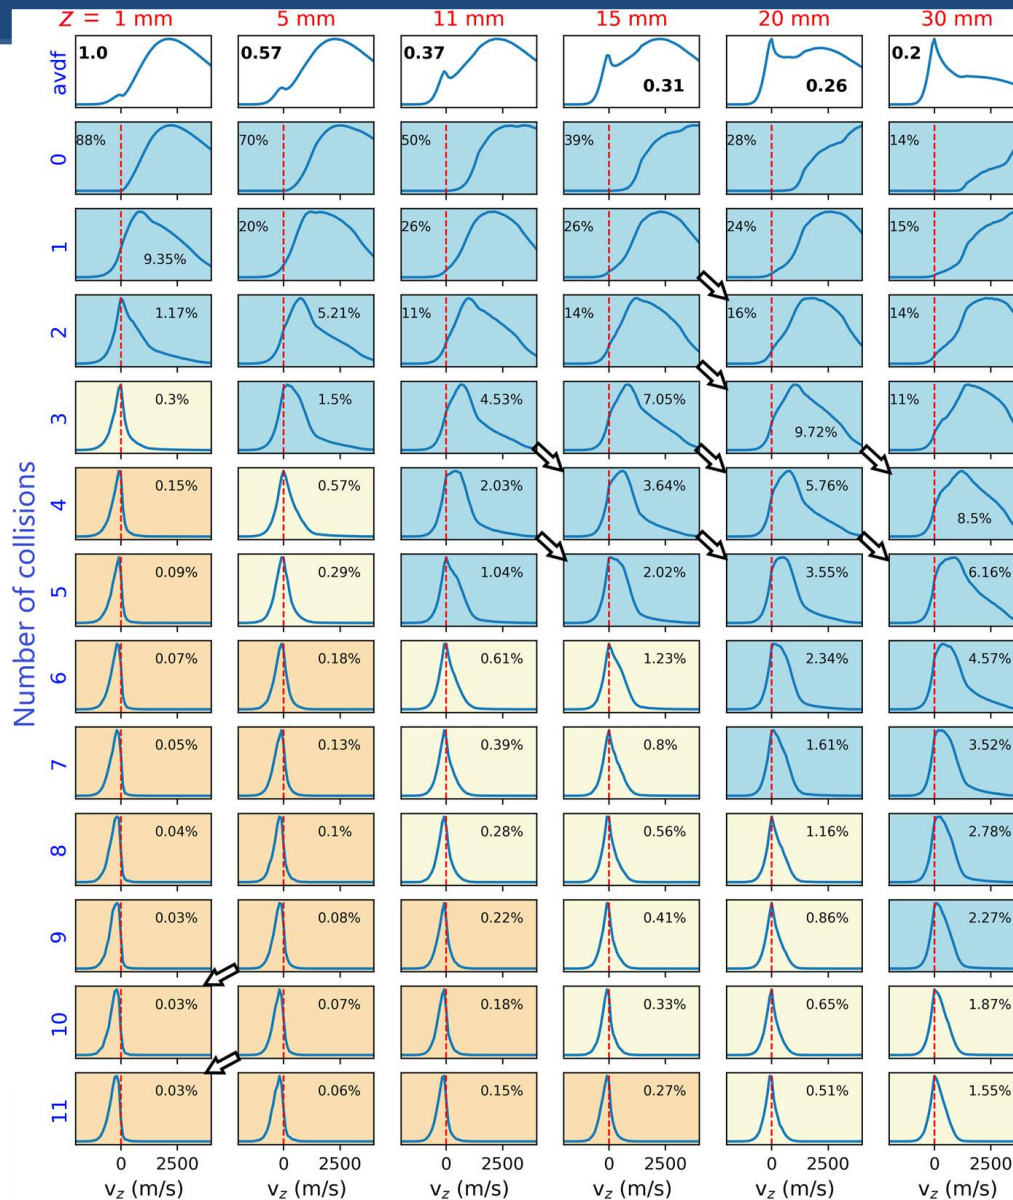 z = 1 mm 5 mm 11 mm 15 mm 20 mm 30 mm
avdf 1.0 0.57 0.37 0.31 0.26 0.2
0 88% 70% 50% 39% 28% 14%
1 9.35% 20% 26% 26% 24% 15%
2 1.17% 5.21% 11% 14% 16% 14%
3 0.3% 1.5% 4.53% 7.05% 9.72% 11%
4 0.15% 0.57% 2.03% 3.64% 5.76% 8.5%
5 0.09% 0.29% 1.04% 2.02% 3.55% 6.16%
6 0.07% 0.18% 0.61% 1.23% 2.34% 4.57%
7 0.05% 0.13% 0.39% 0.8% 1.61% 3.52%
8 0.04% 0.1% 0.28% 0.56% 1.16% 2.78%
9 0.03% 0.08% 0.22% 0.41% 0.86% 2.27%
10 0.03% 0.07% 0.18% 0.33% 0.65% 1.87%
11 0.03% 0.06% 0.15% 0.27% 0.51% 1.55%
Number of collisions
0 2500 0 2500 0 2500 0 2500 0 2500 0 2500
v_z (m/s) v_z (m/s) v_z (m/s) v_z (m/s) v_z (m/s) v_z (m/s)